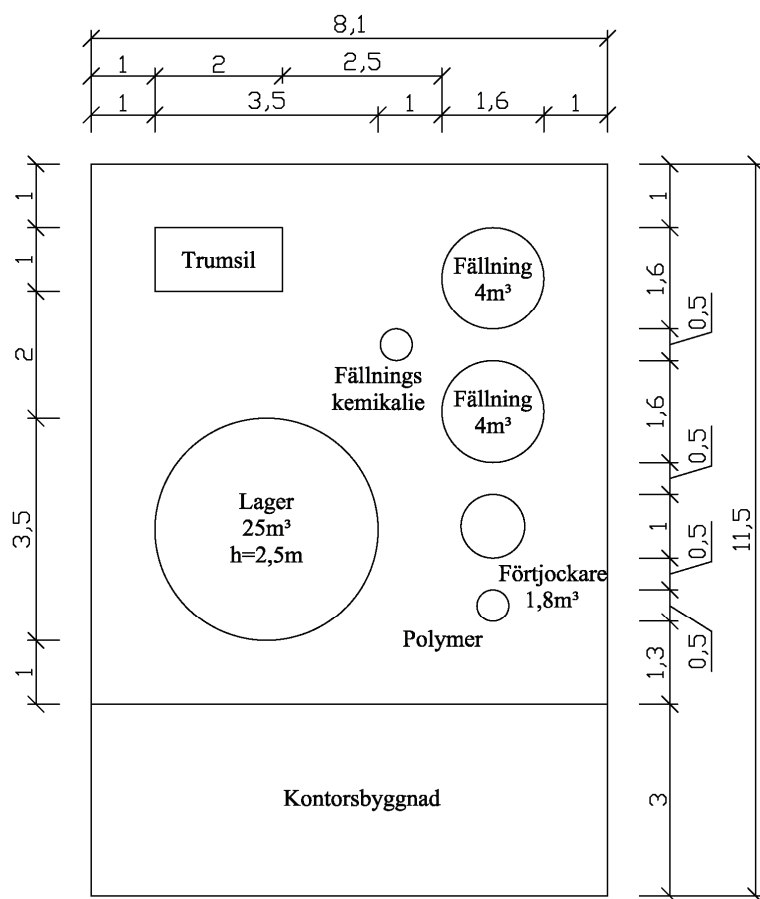 8,1
1 2 2,5
1 3,5 1 1,6 1
1
1
2
3,5
1
Trumsil
Fällning
4m³
Fällnings
kemikalie
Fällning
4m³
Lager
25m³
h=2,5m
Förtjockare
1,8m³
Polymer
Kontorsbyggnad
1
1,6
0,5
1,6
0,5
1
0,5
0,5
1,3
3
11,5